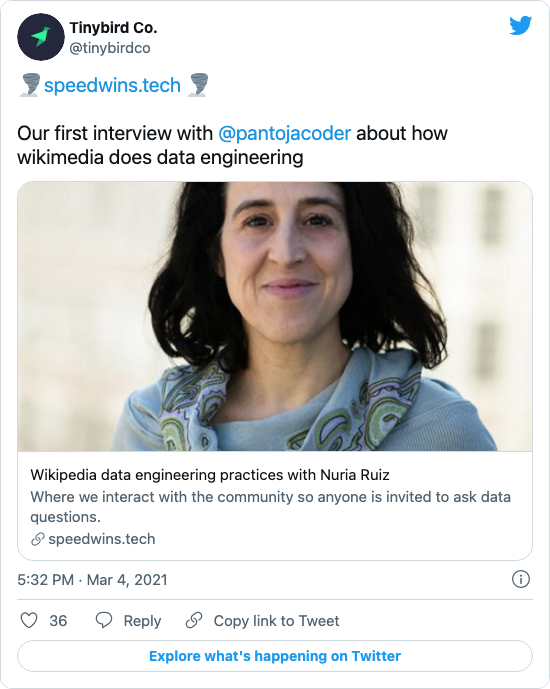 Tinybird Co.
@tinybirdco
speedwins.tech
Our first interview with @pantojacoder about how
wikimedia does data engineering
Wikipedia data engineering practices with Nuria Ruiz
Where we interact with the community so anyone is invited to ask data
questions.
speedwins.tech
5:32 PM · Mar 4, 2021
36 Reply Copy link to Tweet
Explore what's happening on Twitter